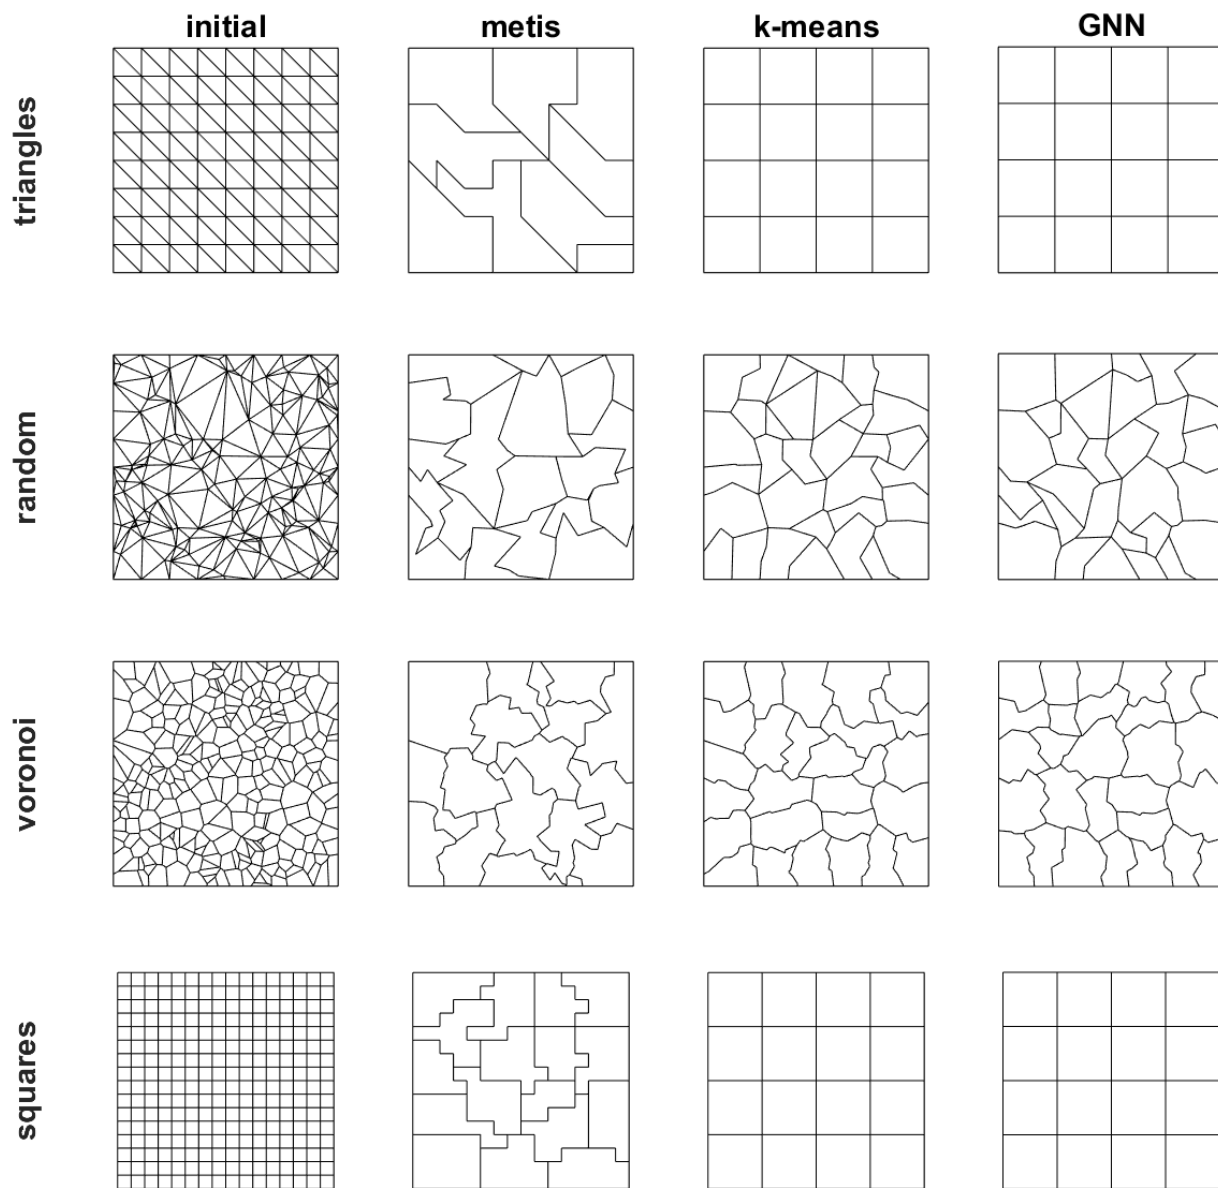 initial metis k-means GNN
triangles
random
voronoi
squares